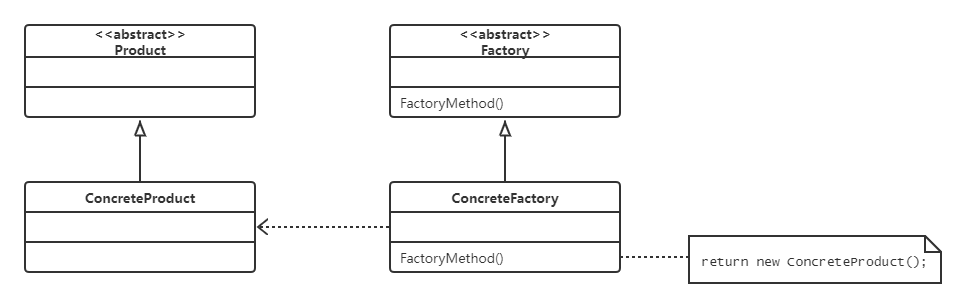 <<abstract>>
Product
<<abstract>>
Factory
FactoryMethod()
ConcreteProduct
ConcreteFactory
FactoryMethod()
return new ConcreteProduct();